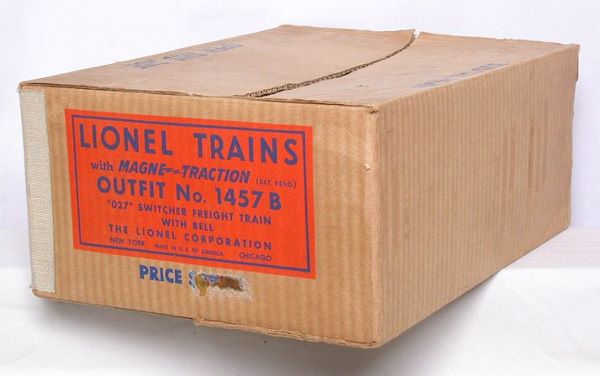 LIONEL TRAINS
with MAGNE-TRACTION (PAT. PEND)
OUTFIT No. 1457 B
"027" SWITCHER FREIGHT TRAIN
WITH BELL
THE LIONEL CORPORATION
NEW YORK MADE IN U.S. OF AMERICA CHICAGO
PRICE $